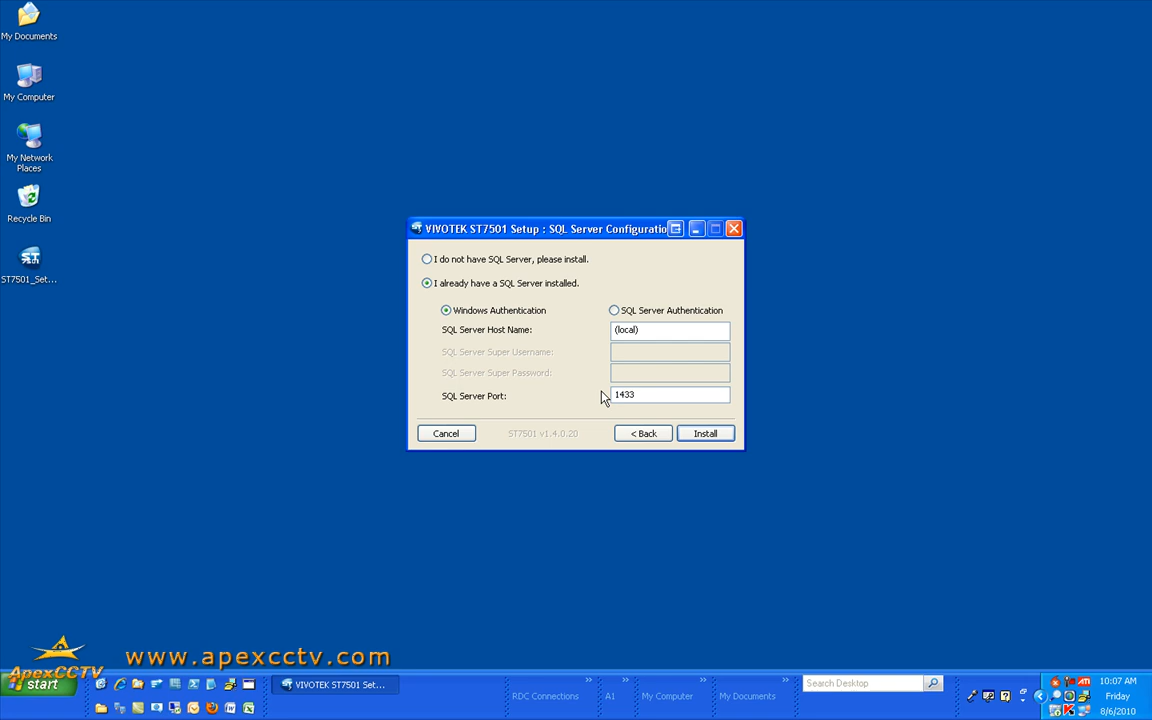 My Documents
My Computer
My Network
Places
Recycle Bin
ST7501_Set...
VIVOTEK ST7501 Setup : SQL Server Configuratio
I do not have SQL Server, please install.
I already have a SQL Server installed.
Windows Authentication
SQL Server Authentication
SQL Server Host Name:
(local)
SQL Server Super Username:
SQL Server Super Password:
SQL Server Port:
1433
Cancel
ST7501 v1.4.0.20
< Back
Install
ApexCCTV
www.apexcctv.com
start
VIVOTEK ST7501 Set...
RDC Connections
A1
My Computer
My Documents
Search Desktop
10:07 AM
Friday
8/6/2010